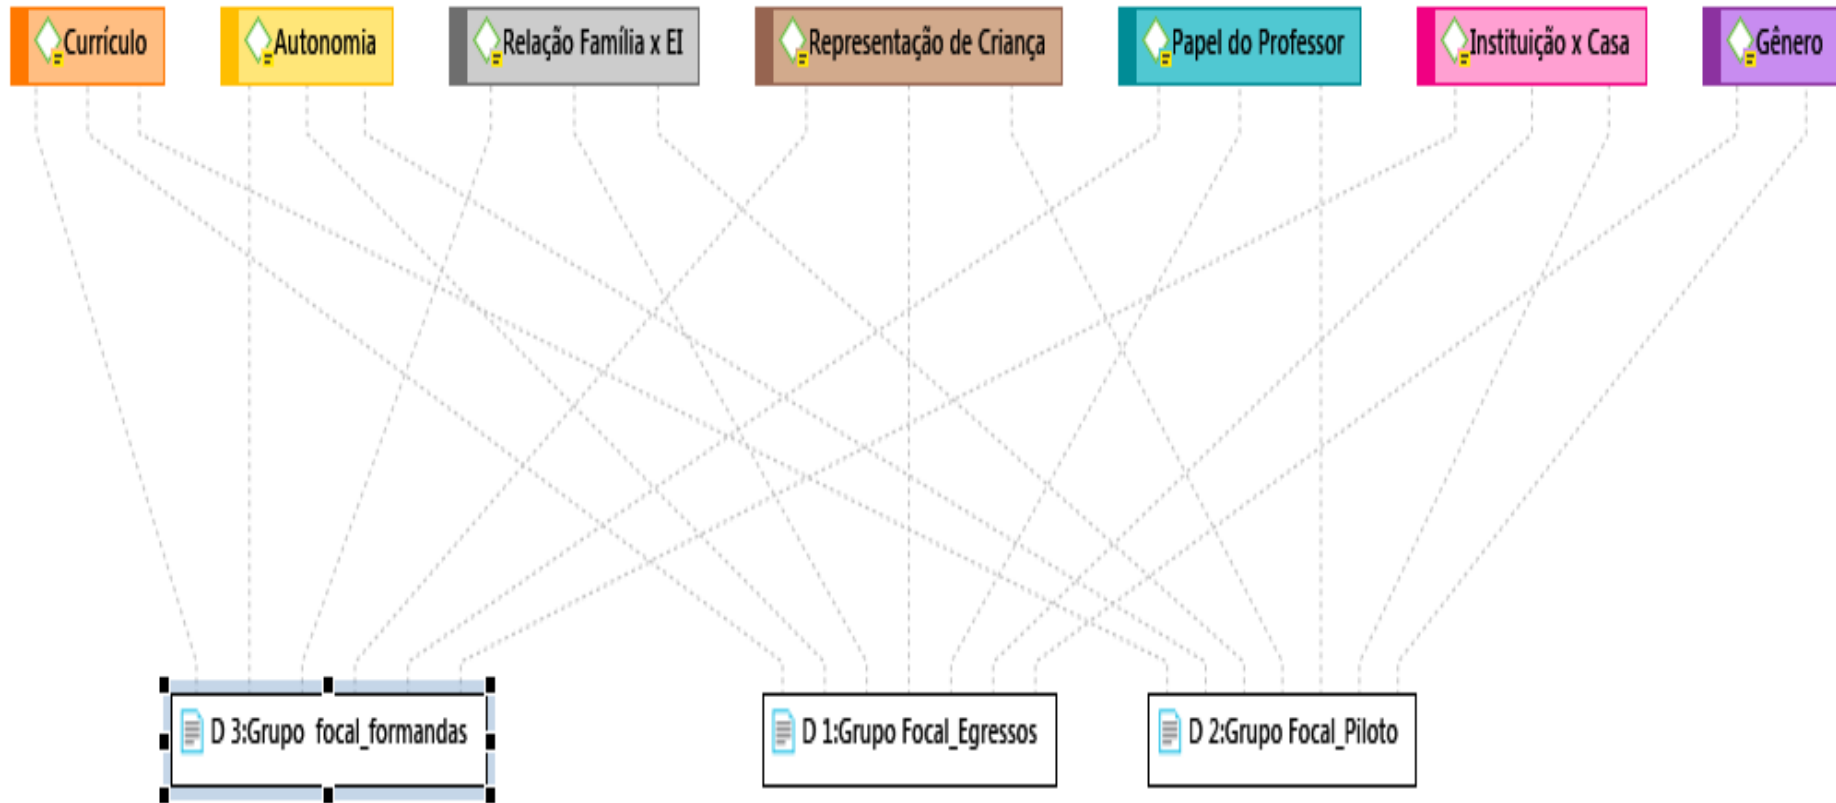 Currículo
Autonomia
Relação Família x EI
Representação de Criança
Papel do Professor
Instituição x Casa
Gênero
D 3:Grupo focal_formandas
D 1:Grupo Focal_Egressos
D 2:Grupo Focal_Piloto